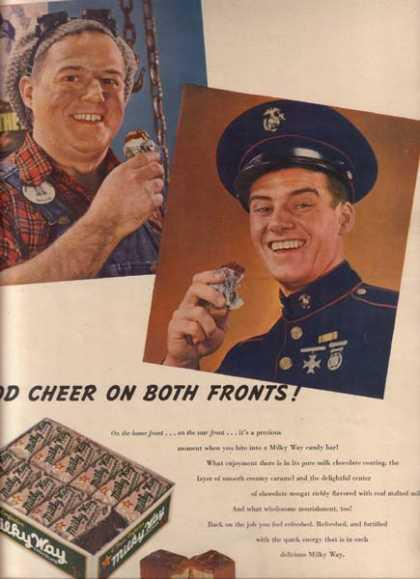 THE
OD CHEER ON BOTH FRONTS!
On the home front . . . on the war front . . . it's a precious
moment when you bite into a Milky Way candy bar!
What enjoyment there is in its pure milk chocolate coating, the
layer of smooth creamy caramel and the delightful center
of chocolate nougat richly flavored with real malted mil
And what wholesome nourishment, too!
Back on the job you feel refreshed. Refreshed, and fortified
with the quick energy that is in each
delicious Milky Way.
Milky Way
Milky Way
Milky Way